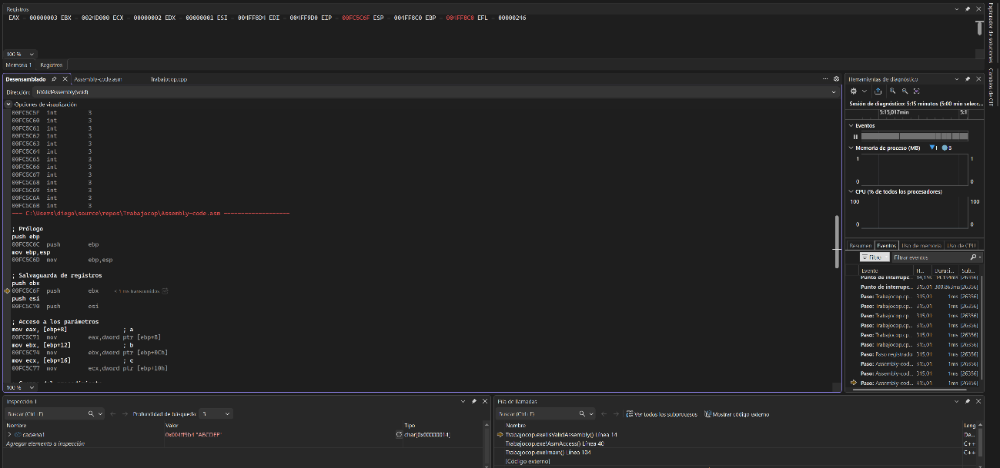 Registros
EAX = 00000003 EBX = 0024D000 ECX = 00000002 EDX = 00000001 ESI = 004FF8D4 EDI = 004FF9D0 EIP = 00FC5C6F ESP = 004FF8C0 EBP = 004FF8C0 EFL = 00000246
100 %
Memoria 1 Registros
Desensamblado Assembly-code.asm Trabajocop.cpp
Dirección: IsValidAssembly(void)
Opciones de visualización
00FC5C5F int 3
00FC5C60 int 3
00FC5C61 int 3
00FC5C62 int 3
00FC5C63 int 3
00FC5C64 int 3
00FC5C65 int 3
00FC5C66 int 3
00FC5C67 int 3
00FC5C68 int 3
00FC5C69 int 3
00FC5C6A int 3
00FC5C6B int 3
--- C:\Users\diego\source\repos\Trabajocop\Assembly-code.asm -------------------
; Prólogo
push ebp
00FC5C6C push ebp
mov ebp,esp
00FC5C6D mov ebp,esp
; Salvaguarda de registros
push ebx
00FC5C6F push ebx < 1 ms transcurridos
push esi
00FC5C70 push esi
; Acceso a los parámetros
mov eax, [ebp+8] ; a
00FC5C71 mov eax,dword ptr [ebp+8]
mov ebx, [ebp+12] ; b
00FC5C74 mov ebx,dword ptr [ebp+0Ch]
mov ecx, [ebp+16] ; c
00FC5C77 mov ecx,dword ptr [ebp+10h]
100 %
Herramientas de diagnóstico
Sesión de diagnóstico: 5:15 minutos (5:00 min selecc...
5:15,017min 5:1
Eventos
Memoria de proceso (MB)
1 1
0 0
CPU (% de todos los procesadores)
100 100
0 0
Resumen Eventos Uso de memoria Uso de CPU
Filtro Filtrar eventos
Evento H... Duraci... Sub...
Punto de interrupc... [26356]
Punto de interrupc... 315,01 300.863ms [26356]
Paso: Trabajocop.cp... 315,01 1ms [26356]
Paso: Trabajocop.cp... 315,01 1ms [26356]
Paso: Trabajocop.cp... 315,01 1ms [26356]
Paso: Trabajocop.cp... 315,01 1ms [26356]
Paso: Trabajocop.cp... 315,01 1ms [26356]
Paso: Trabajocop.cp... 315,01 1ms [26356]
Paso: Paso registrado 315,01 1ms [26356]
Paso: Assembly-cod... 315,01 1ms [26356]
Paso: Assembly-cod... 315,01 1ms [26356]
Paso: Assembly-cod... 315,01 1ms [26356]
Explorador de soluciones
Cambios de GIT
Inspección 1
Buscar (Ctrl+E) Profundidad de búsqueda: 3
Nombre Valor Tipo
cadena1 0x004ff9b4 "ABCDEF" char[0x00000014]
Agregar elemento a inspección
Pila de llamadas
Buscar (Ctrl+E) Ver todos los subprocesos Mostrar código externo
Nombre Leng
Trabajocop.exe!IsValidAssembly() Línea 14 De...
Trabajocop.exe!AsmAccess() Línea 40 C++
Trabajocop.exe!main() Línea 104 C++
[Código externo]